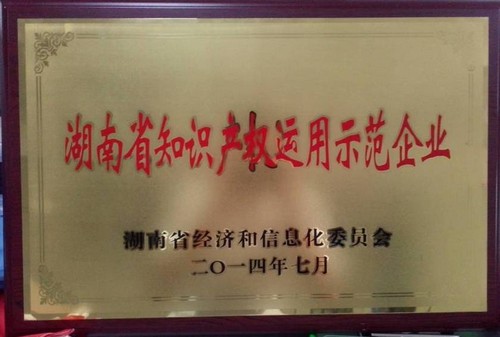 湖南省知识产权运用示范企业
湖南省经济和信息化委员会
二〇一四年七月